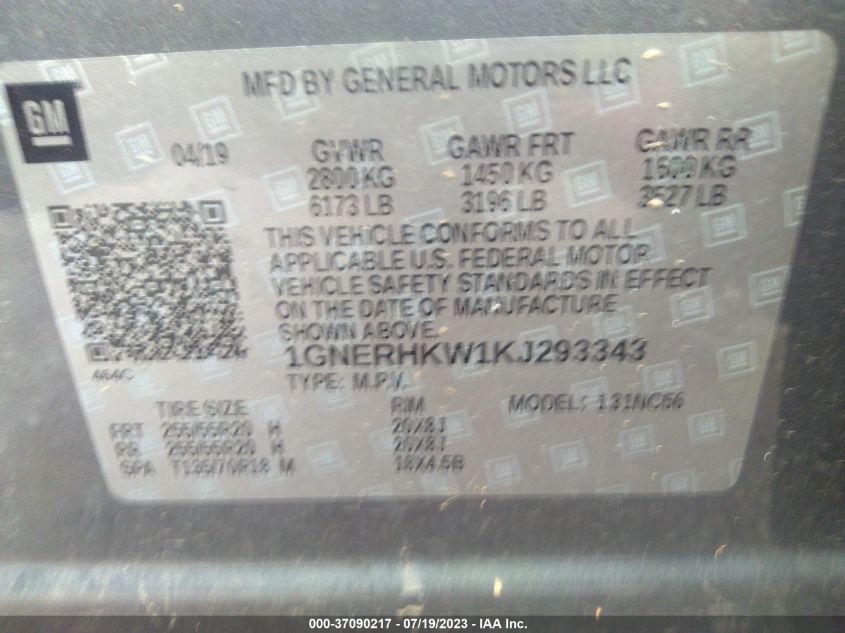 MFD BY GENERAL MOTORS LLC
GM
04/19 GVWR GAWR FRT GAWR RR
2800 KG 1450 KG 1600 KG
6173 LB 3196 LB 3527 LB
THIS VEHICLE CONFORMS TO ALL
APPLICABLE U.S. FEDERAL MOTOR
VEHICLE SAFETY STANDARDS IN EFFECT
ON THE DATE OF MANUFACTURE
SHOWN ABOVE.
1GNERHKW1KJ293343
464C
TYPE: M.P.V.
TIRE SIZE RIM MODEL: 131NC56
FRT 255/55R20 H 20X8J
RR 255/55R20 H 20X8J
SPA T135/70R18 M 18X4.5B
000-37090217 - 07/19/2023 - IAA Inc.